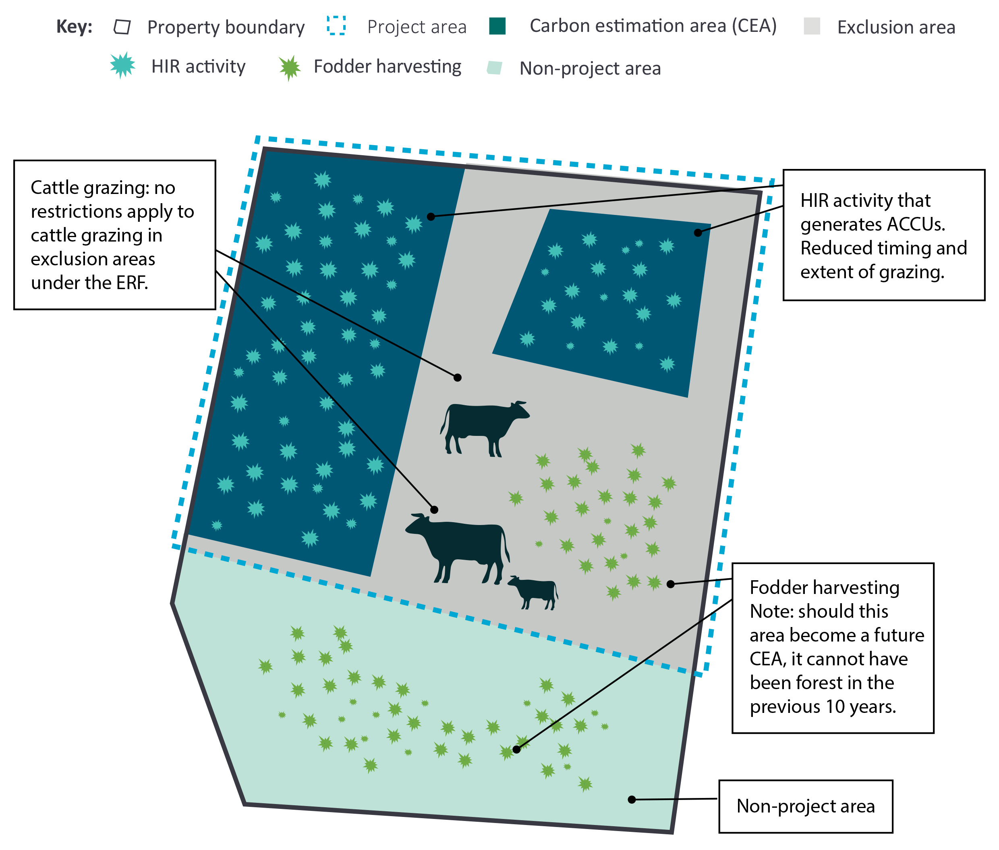 Key: Property boundary Project area Carbon estimation area (CEA) Exclusion area
HIR activity Fodder harvesting Non-project area
Cattle grazing: no
restrictions apply to
cattle grazing in
exclusion areas
under the ERF.
HIR activity that
generates ACCUs.
Reduced timing and
extent of grazing.
Fodder harvesting
Note: should this
area become a future
CEA, it cannot have
been forest in the
previous 10 years.
Non-project area